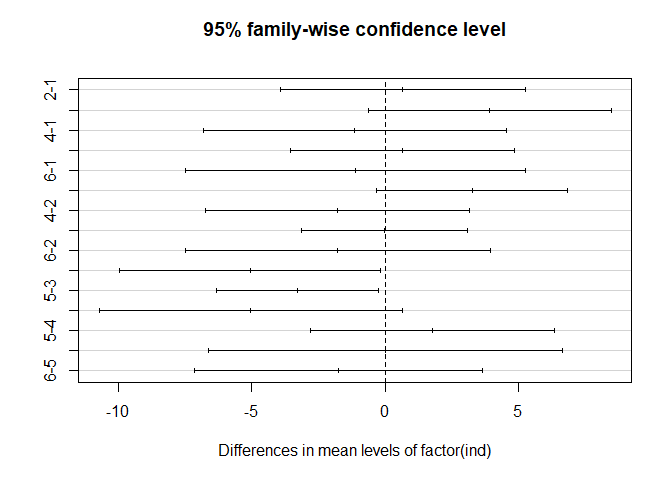 95% family-wise confidence level
2-1
4-1
6-1
4-2
6-2
5-3
5-4
6-5
-10 -5 0 5
Differences in mean levels of factor(ind)